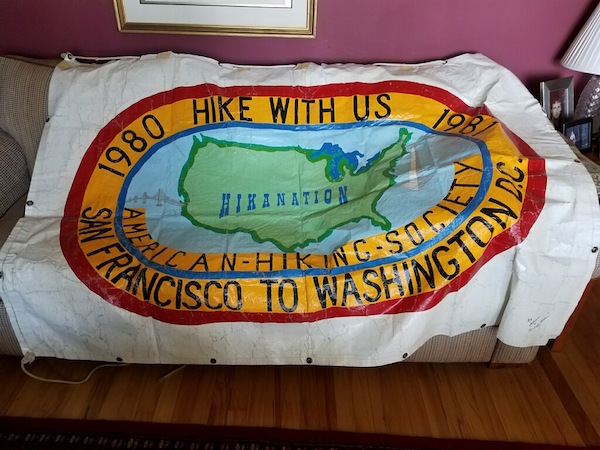 1980 HIKE WITH US 1981
HIKANATION
AMERICAN-HIKING-SOCIETY
SAN FRANCISCO TO WASHINGTON D.C.